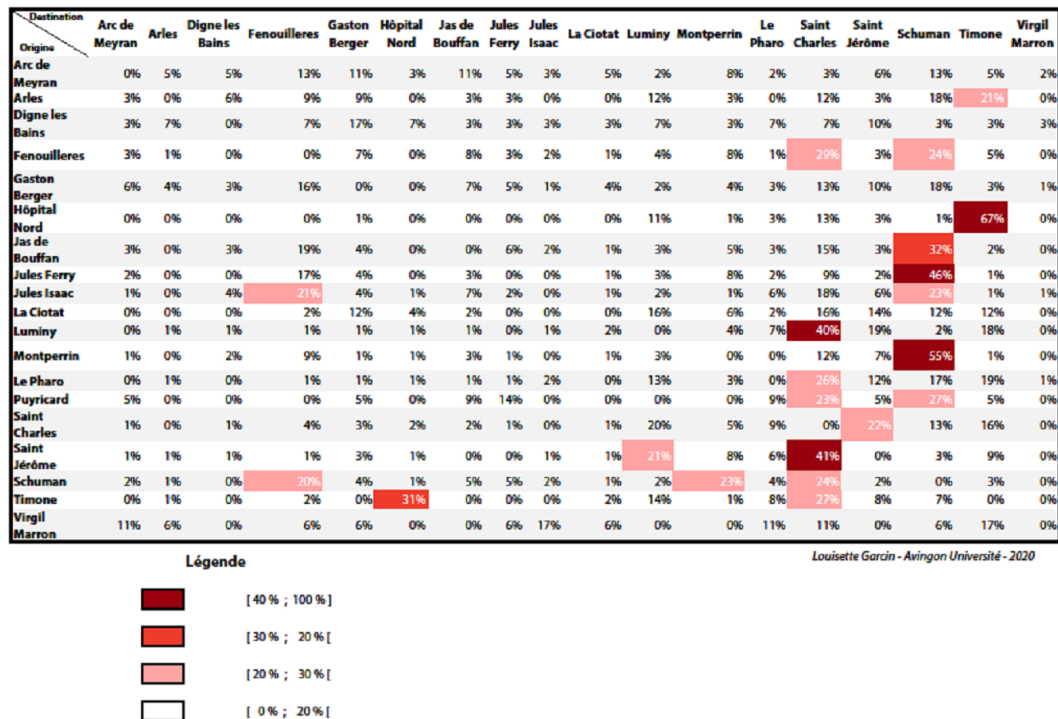 Destination
Origine
Arc de Meyran Arles Digne les Bains Fenouilleres Gaston Berger Hôpital Nord Jas de Bouffan Jules Ferry Jules Isaac La Ciotat Luminy Montperrin Le Pharo Saint Charles Saint Jérôme Schuman Timone Virgil Marron
Arc de Meyran 0% 5% 5% 13% 11% 3% 11% 5% 3% 5% 2% 8% 2% 3% 6% 13% 5% 2%
Arles 3% 0% 6% 9% 9% 0% 3% 3% 0% 0% 12% 3% 0% 12% 3% 18% 21% 0%
Digne les Bains 3% 7% 0% 7% 17% 7% 3% 3% 3% 3% 7% 3% 7% 7% 10% 3% 3% 3%
Fenouilleres 3% 1% 0% 0% 7% 0% 8% 3% 2% 1% 4% 8% 1% 29% 3% 24% 5% 0%
Gaston Berger 6% 4% 3% 16% 0% 0% 7% 5% 1% 4% 2% 4% 3% 13% 10% 18% 3% 1%
Hôpital Nord 0% 0% 0% 0% 1% 0% 0% 0% 0% 0% 11% 1% 3% 13% 3% 1% 67% 0%
Jas de Bouffan 3% 0% 3% 19% 4% 0% 0% 6% 2% 1% 3% 5% 3% 15% 3% 32% 2% 0%
Jules Ferry 2% 0% 0% 17% 4% 0% 3% 0% 0% 1% 3% 8% 2% 9% 2% 46% 1% 0%
Jules Isaac 1% 0% 4% 21% 4% 1% 7% 2% 0% 1% 2% 1% 6% 18% 6% 23% 1% 1%
La Ciotat 0% 0% 0% 2% 12% 4% 2% 0% 0% 0% 16% 6% 2% 16% 14% 12% 12% 0%
Luminy 0% 1% 1% 1% 1% 1% 1% 0% 1% 2% 0% 4% 7% 40% 19% 2% 18% 0%
Montperrin 1% 0% 2% 9% 1% 1% 3% 1% 0% 1% 3% 0% 0% 12% 7% 55% 1% 0%
Le Pharo 0% 1% 0% 1% 1% 1% 1% 1% 2% 0% 13% 3% 0% 26% 12% 17% 19% 1%
Puyricard 5% 0% 0% 0% 5% 0% 9% 14% 0% 0% 0% 0% 9% 23% 5% 27% 5% 0%
Saint Charles 1% 0% 1% 4% 3% 2% 2% 1% 0% 1% 20% 5% 9% 0% 22% 13% 16% 0%
Saint Jérôme 1% 1% 1% 1% 3% 1% 0% 0% 1% 1% 21% 8% 6% 41% 0% 3% 9% 0%
Schuman 2% 1% 0% 20% 4% 1% 5% 5% 2% 1% 2% 23% 4% 24% 2% 0% 3% 0%
Timone 0% 1% 0% 2% 0% 31% 0% 0% 0% 2% 14% 1% 8% 27% 8% 7% 0% 0%
Virgil Marron 11% 6% 0% 6% 6% 0% 0% 6% 17% 6% 0% 0% 11% 11% 0% 6% 17% 0%
Louisette Garcin - Avingon Université - 2020
Légende
[ 40 % ; 100 % ]
[ 30 % ; 20 % [
[ 20 % ; 30 % [
[ 0 % ; 20 % [